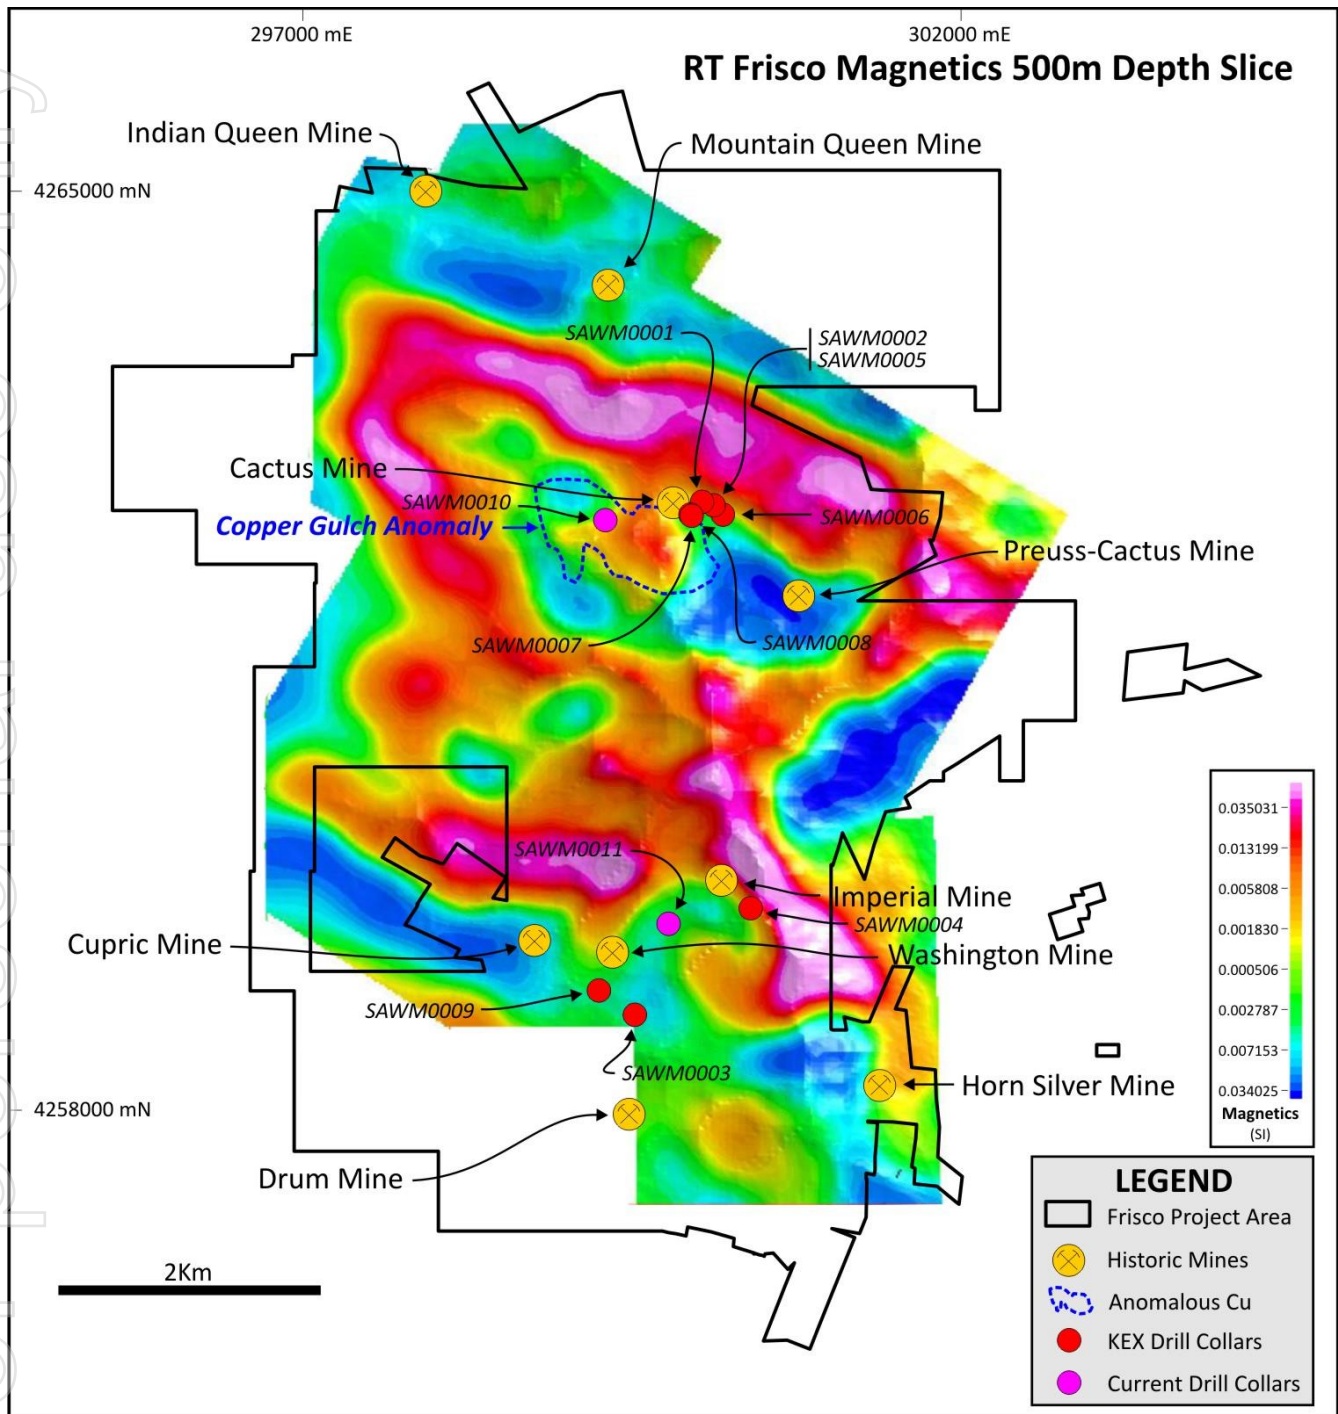 297000 mE
302000 mE
RT Frisco Magnetics 500m Depth Slice
Indian Queen Mine
Mountain Queen Mine
4265000 mN
SAWM0001
SAWM0002
SAWM0005
Cactus Mine
SAWM0010
SAWM0006
Copper Gulch Anomaly
Preuss-Cactus Mine
SAWM0007
SAWM0008
0.035031
0.013199
0.005808
0.001830
0.000506
0.002787
0.007153
0.034025
Magnetics
(SI)
SAWM0011
Imperial Mine
SAWM0004
Cupric Mine
Washington Mine
SAWM0009
SAWM0003
Horn Silver Mine
4258000 mN
Drum Mine
2Km
LEGEND
Frisco Project Area
Historic Mines
Anomalous Cu
KEX Drill Collars
Current Drill Collars